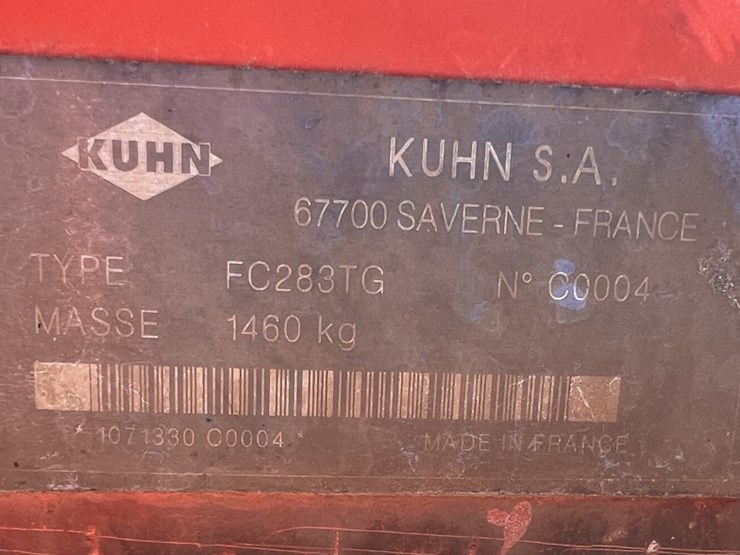 KUHN
KUHN S.A.
67700 SAVERNE - FRANCE
TYPE FC283TG N° C0004
MASSE 1460 kg
* 1071330 C0004 * MADE IN FRANCE